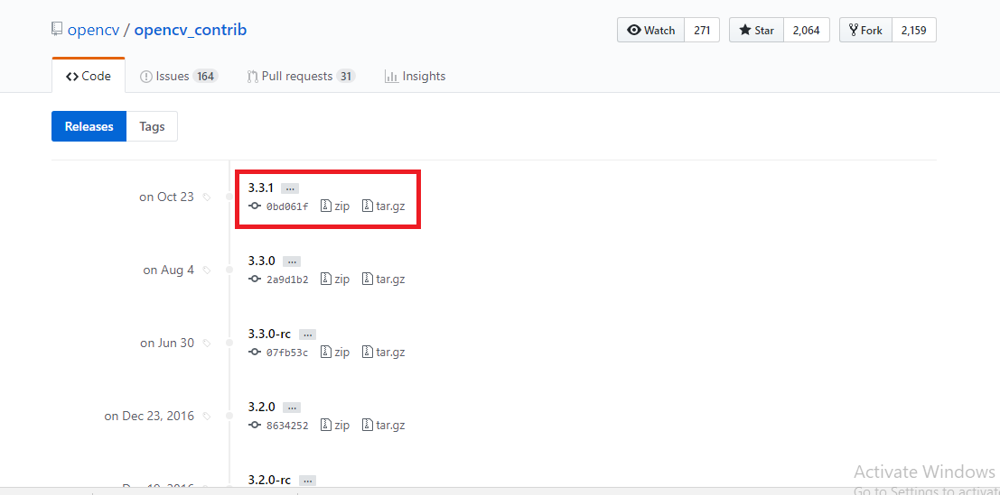 opencv / opencv_contrib
Watch 271 Star 2,064 Fork 2,159
Code Issues 164 Pull requests 31 Insights
Releases Tags
on Oct 23
3.3.1 ...
0bd061f zip tar.gz
on Aug 4
3.3.0 ...
2a9d1b2 zip tar.gz
on Jun 30
3.3.0-rc ...
07fb53c zip tar.gz
on Dec 23, 2016
3.2.0 ...
8634252 zip tar.gz
3.2.0-rc ...
Activate Windows
Go to Settings to activate